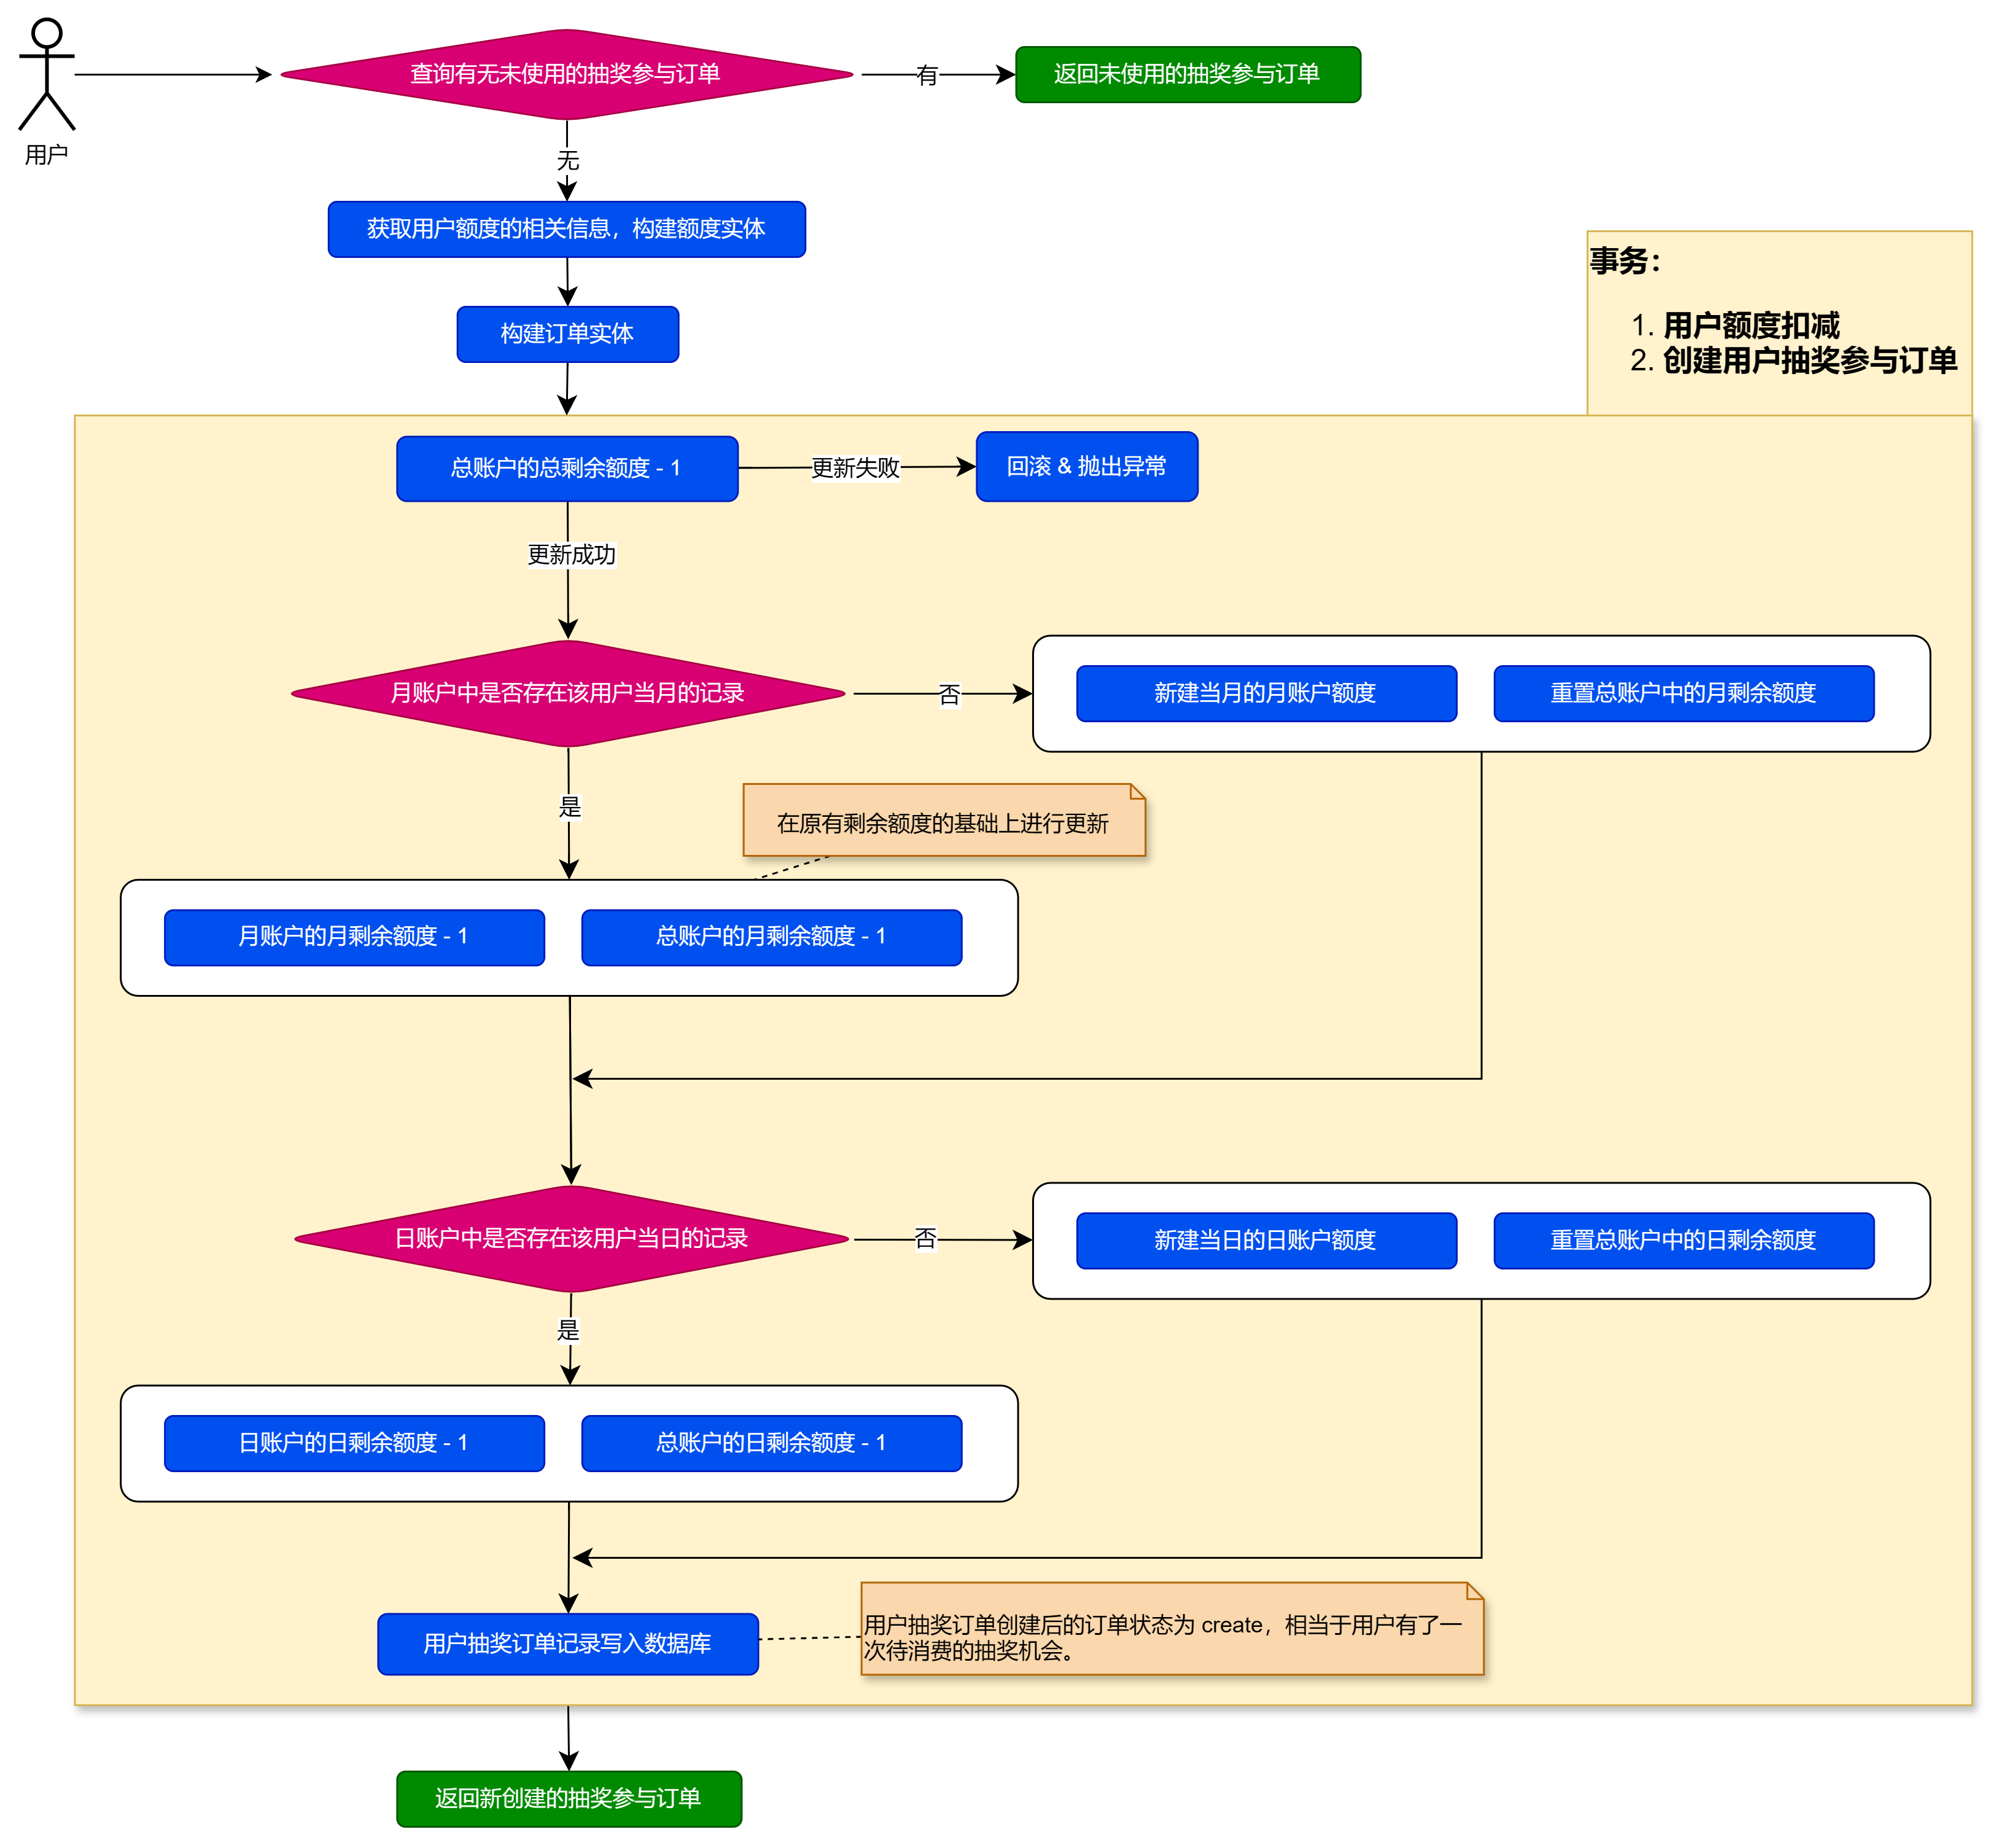 用户
查询有无未使用的抽奖参与订单
有
返回未使用的抽奖参与订单
无
获取用户额度的相关信息，构建额度实体
构建订单实体
事务：
1. 用户额度扣减
2. 创建用户抽奖参与订单
总账户的总剩余额度 - 1
更新失败
回滚 & 抛出异常
更新成功
月账户中是否存在该用户当月的记录
否
新建当月的月账户额度
重置总账户中的月剩余额度
是
在原有剩余额度的基础上进行更新
月账户的月剩余额度 - 1
总账户的月剩余额度 - 1
日账户中是否存在该用户当日的记录
否
新建当日的日账户额度
重置总账户中的日剩余额度
是
日账户的日剩余额度 - 1
总账户的日剩余额度 - 1
用户抽奖订单记录写入数据库
用户抽奖订单创建后的订单状态为 create，相当于用户有了一
次待消费的抽奖机会。
返回新创建的抽奖参与订单